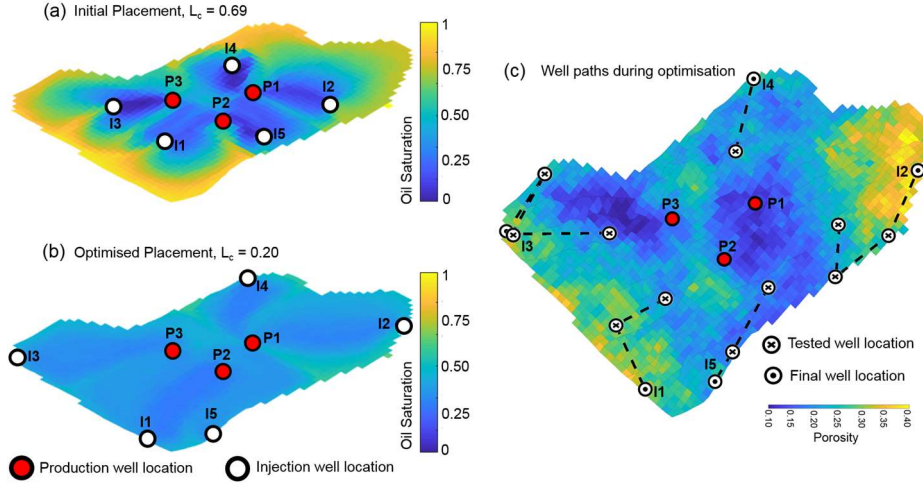 (a) Initial Placement, Lc = 0.69
I4
P3
P1
I2
I3
P2
I1
I5
1
0.75
0.50
0.25
0
Oil Saturation
(b) Optimised Placement, Lc = 0.20
I4
I2
P1
P3
I3
P2
I1
I5
1
0.75
0.50
0.25
0
Oil Saturation
Production well location
Injection well location
(c) Well paths during optimisation
I4
I2
P1
P3
I3
P2
I5
I1
Tested well location
Final well location
0.10
0.15
0.20
0.25
0.30
0.35
0.40
Porosity